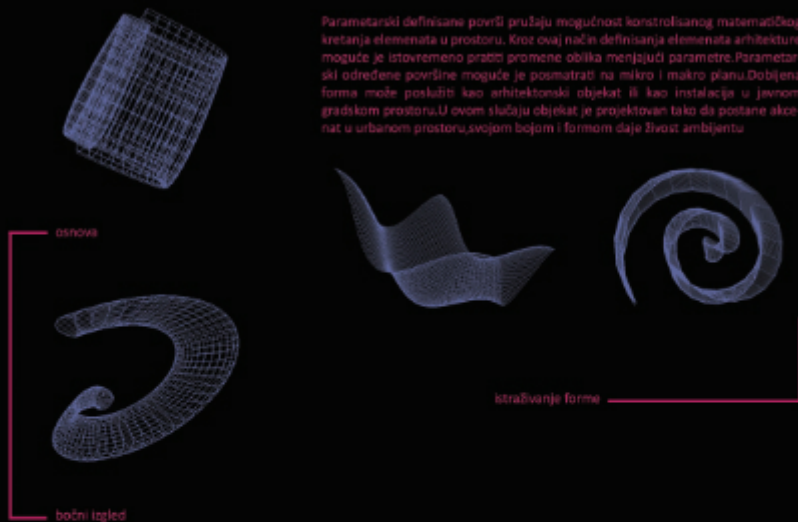 Parametarski definisane površi pružaju mogućnost konstrolisanog matematičkog
kretanja elemenata u prostoru. Kroz ovaj način definisanja elemenata arhitekture
moguće je istovremeno pratiti promene oblika menjajući parametre.Parametar-
ski određene površine moguće je posmatrati na mikro i makro planu.Dobijena
forma može poslužiti kao arhitektonski objekat ili kao instalacija u javnom
gradskom prostoru.U ovom slučaju objekat je projektovan tako da postane akce-
nat u urbanom prostoru,svojom bojom i formom daje živost ambijentu
osnova
istraživanje forme
bočni izgled